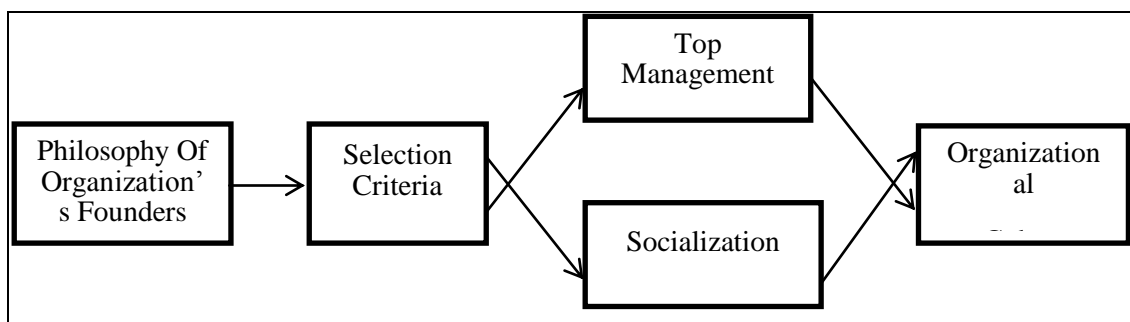 Philosophy Of
Organization’
s Founders
Selection
Criteria
Top
Management
Socialization
Organization
al